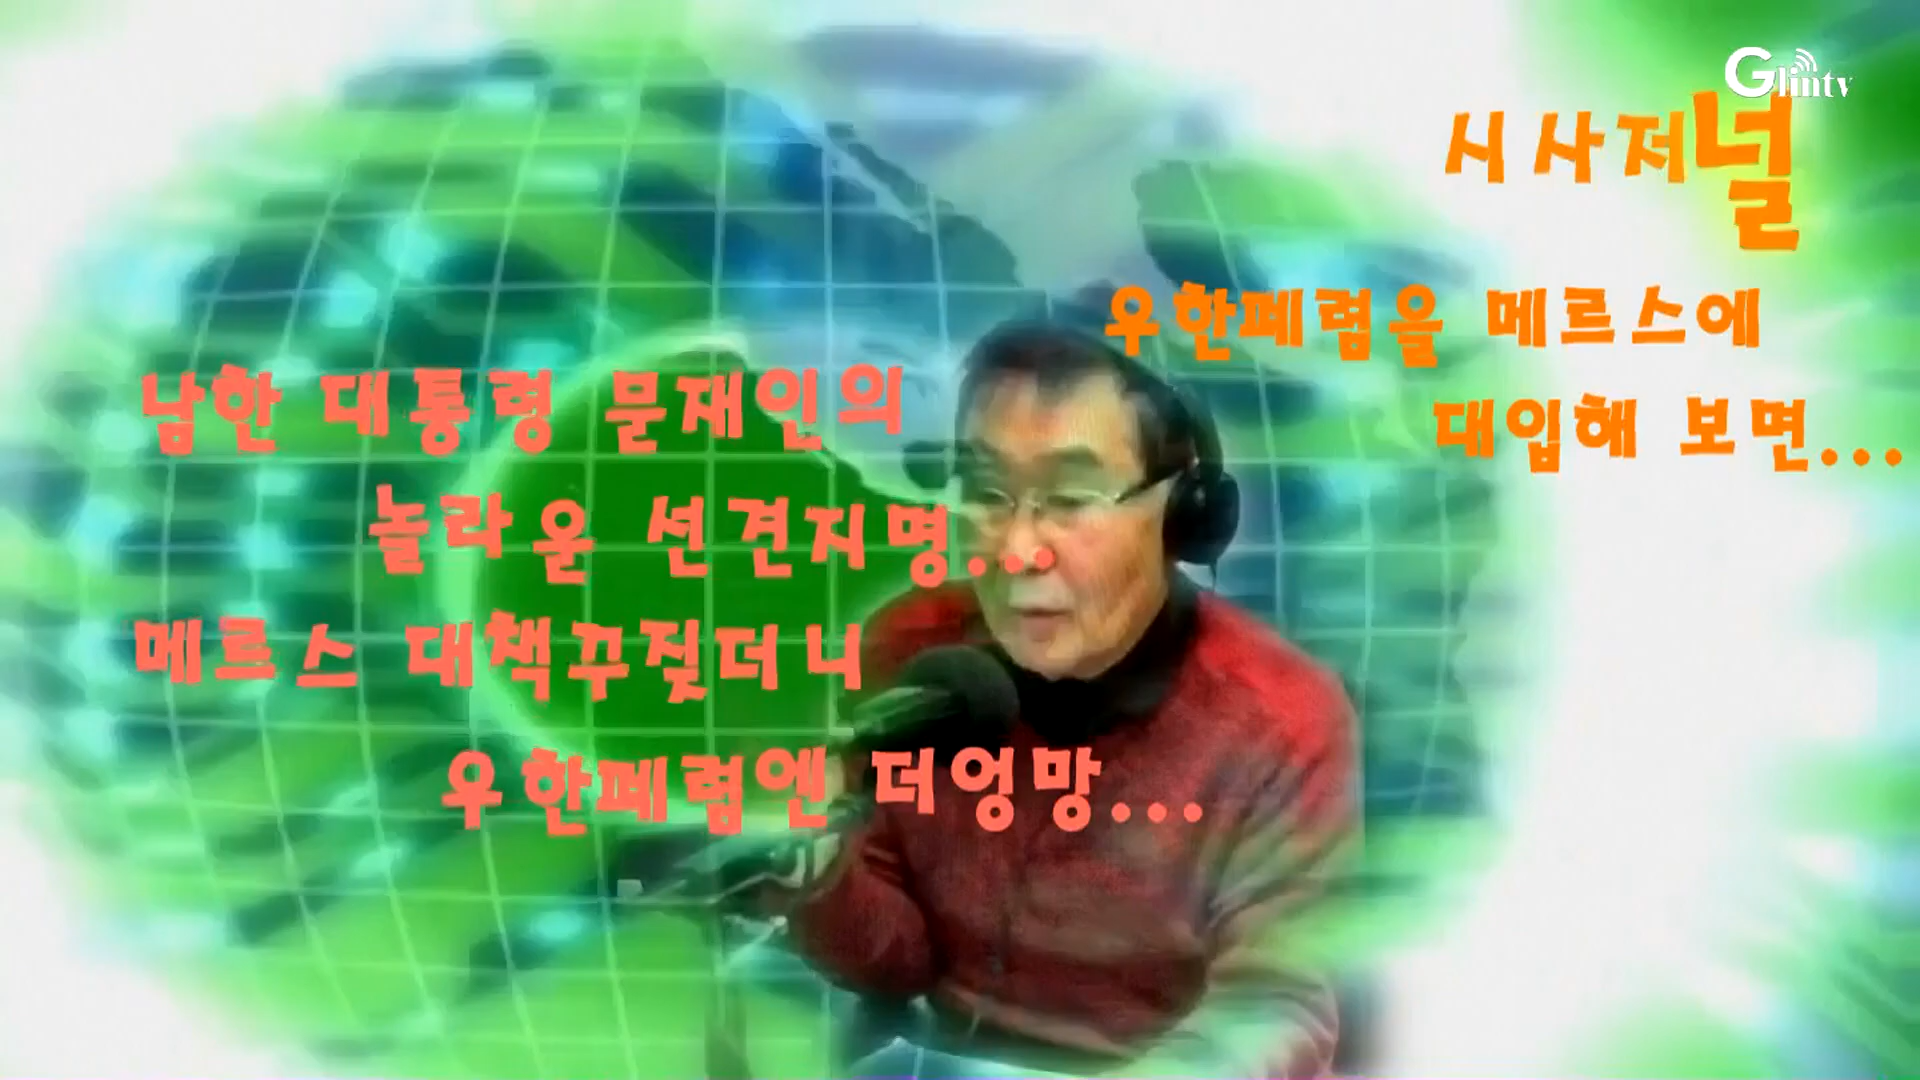 Glintv
시사저널
우한폐렴을 메르스에
대입해 보면...
남한 대통령 문재인의
놀라운 선견지명...
메르스 대책꾸짖더니
우한폐렴엔 더엉망...